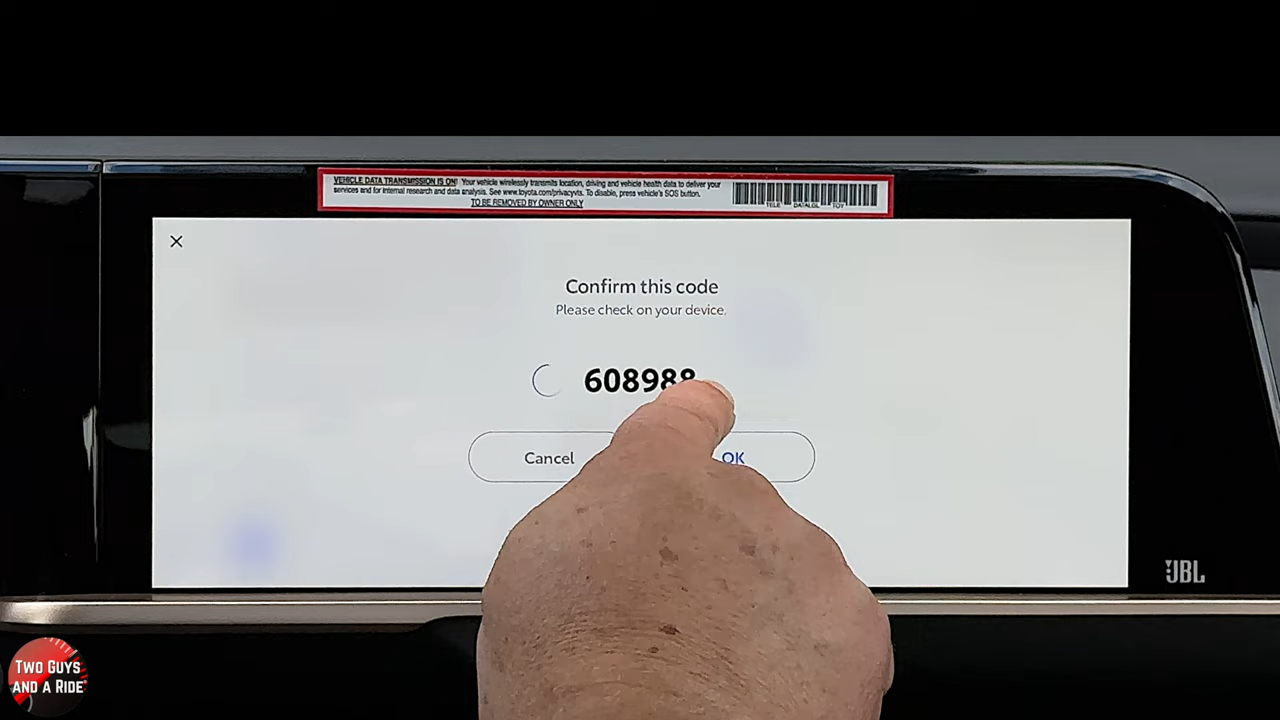 VEHICLE DATA TRANSMISSION IS ON! Your vehicle wirelessly transmits location, driving and vehicle health data to deliver your
services and for internal research and data analysis. See www.toyota.com/privacyvts. To disable, press vehicle's SOS button.
TO BE REMOVED BY OWNER ONLY
TELE DATALGL TOY
Confirm this code
Please check on your device.
608988
Cancel
OK
JBL
TWO GUYS
AND A RIDE